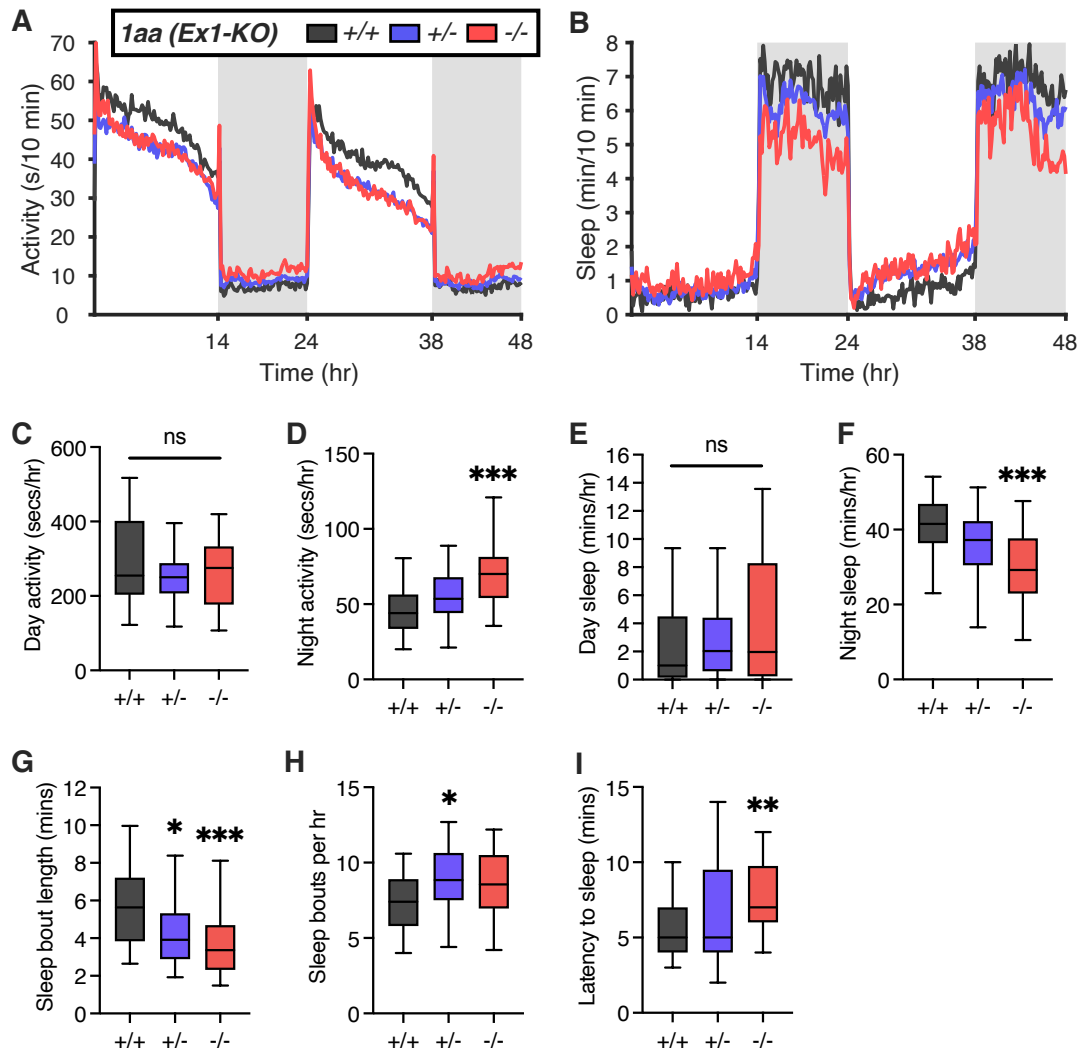 A
1aa (Ex1-KO) +/+ +/- -/-
B
Activity (s/10 min)
70
60
50
40
30
20
10
0
14 24 38 48
Time (hr)
Sleep (min/10 min)
8
7
6
5
4
3
2
1
0
14 24 38 48
Time (hr)
C
Day activity (secs/hr)
600
400
200
0
ns
+/+ +/- -/-
D
Night activity (secs/hr)
150
100
50
0
***
+/+ +/- -/-
E
Day sleep (mins/hr)
16
14
12
10
8
6
4
2
0
ns
+/+ +/- -/-
F
Night sleep (mins/hr)
60
40
20
0
***
+/+ +/- -/-
G
Sleep bout length (mins)
12
10
8
6
4
2
0
* ***
+/+ +/- -/-
H
Sleep bouts per hr
15
10
5
0
*
+/+ +/- -/-
I
Latency to sleep (mins)
15
10
5
0
**
+/+ +/- -/-